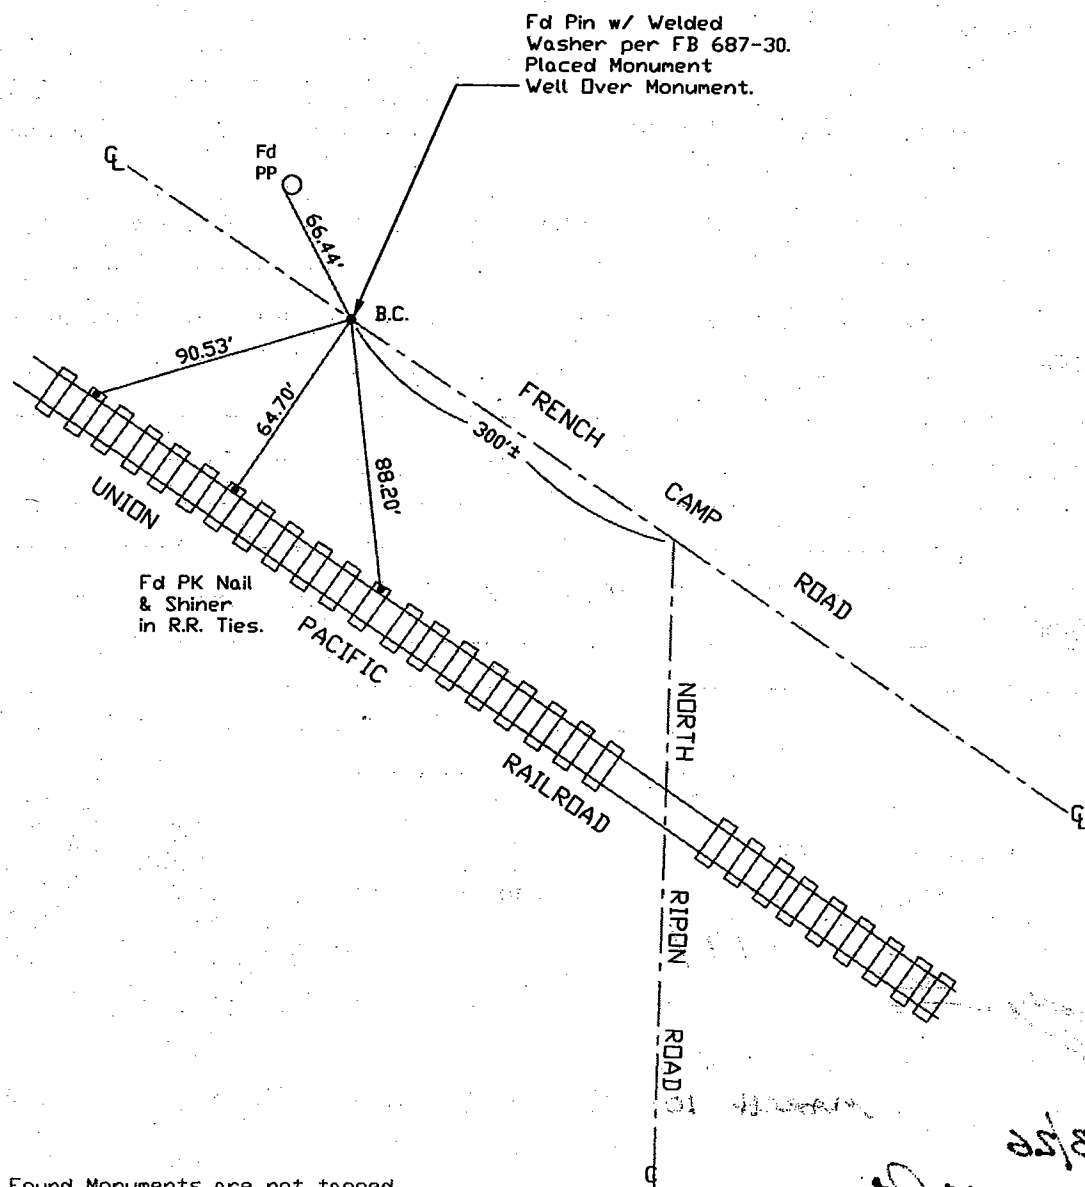 Fd Pin w/ Welded
Washer per FB 687-30.
Placed Monument
Well Over Monument.
℄
Fd
PP
66.44'
B.C.
90.53'
64.70'
88.20'
300'±
FRENCH
CAMP
ROAD
UNION
PACIFIC
RAILROAD
Fd PK Nail
& Shiner
in R.R. Ties.
NORTH
RIPON
ROAD
℄
Found Monuments are not tagged